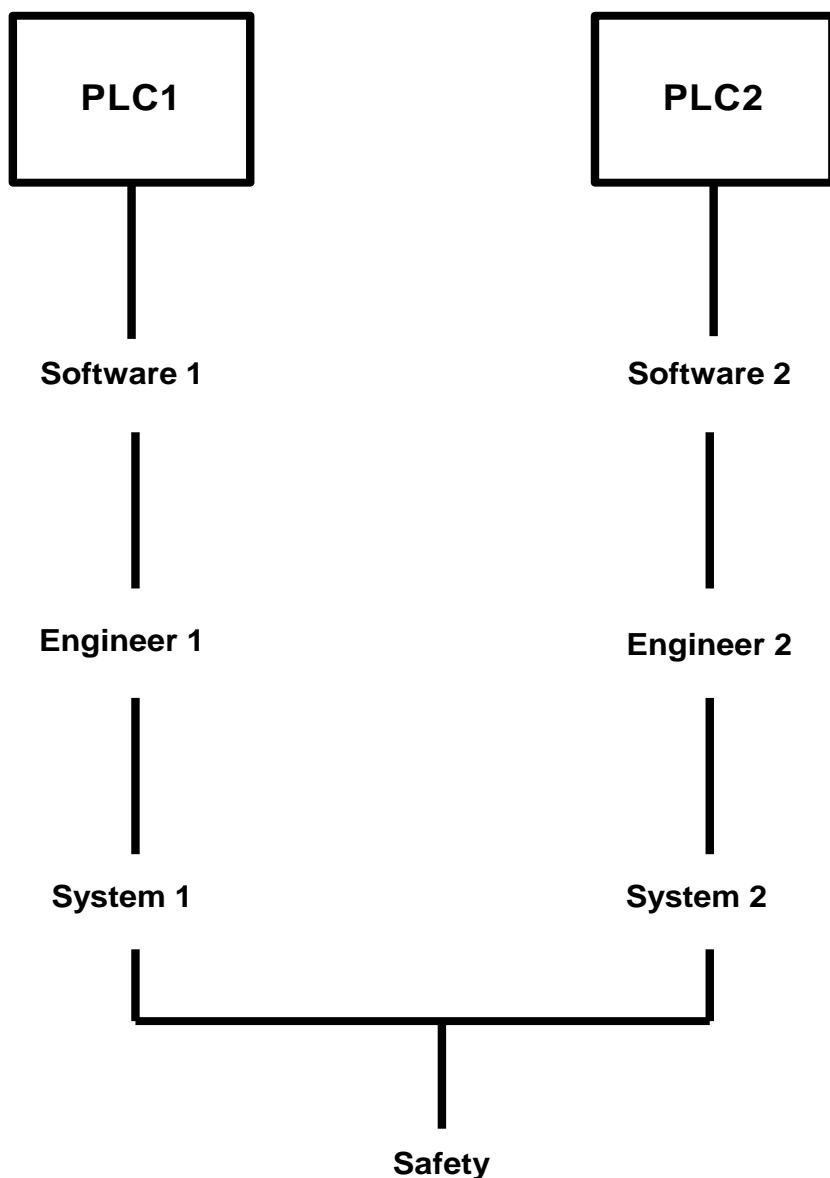 PLC1
PLC2
Software 1
Software 2
Engineer 1
Engineer 2
System 1
System 2
Safety